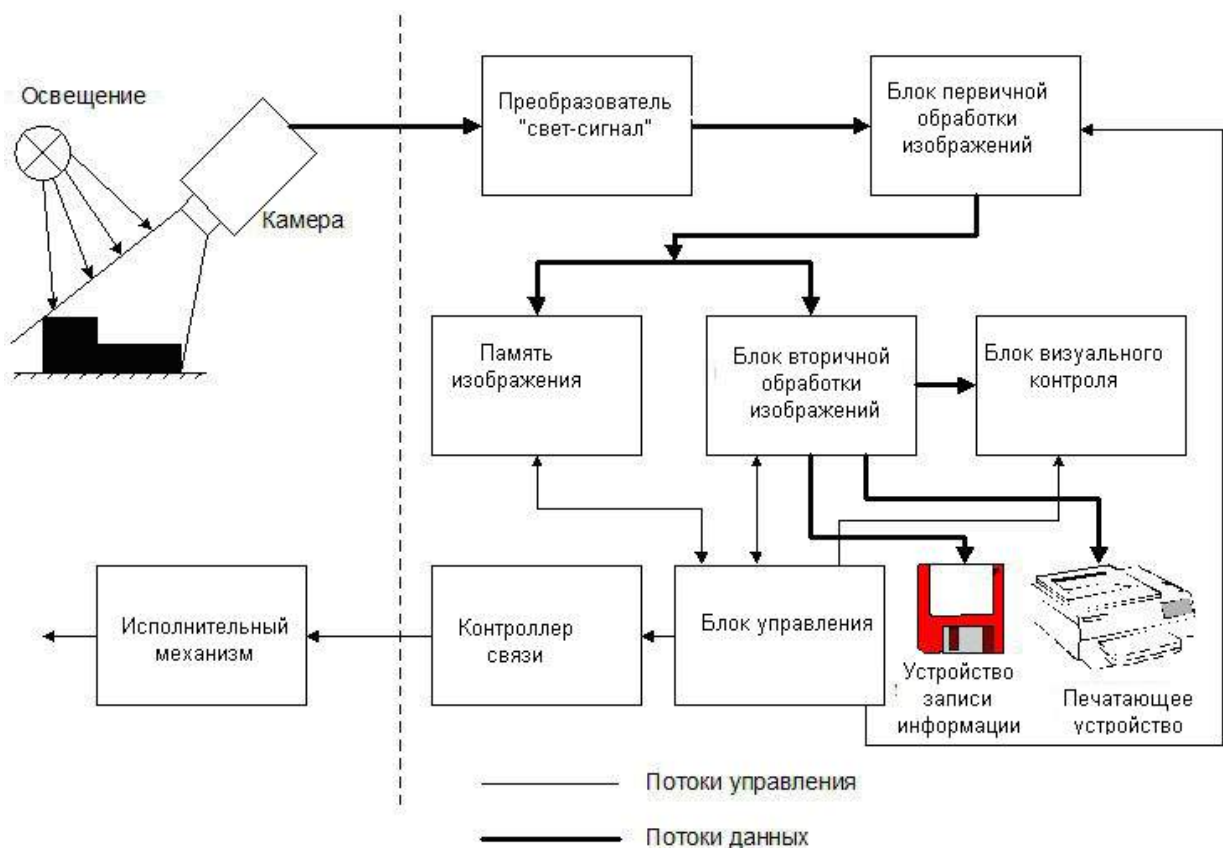 Освещение
Камера
Преобразователь
"свет-сигнал"
Блок первичной
обработки
изображений
Память
изображения
Блок вторичной
обработки
изображений
Блок визуального
контроля
Исполнительный
механизм
Контроллер
связи
Блок управления
Устройство
записи
информации
Печатающее
устройство
Потоки управления
Потоки данных